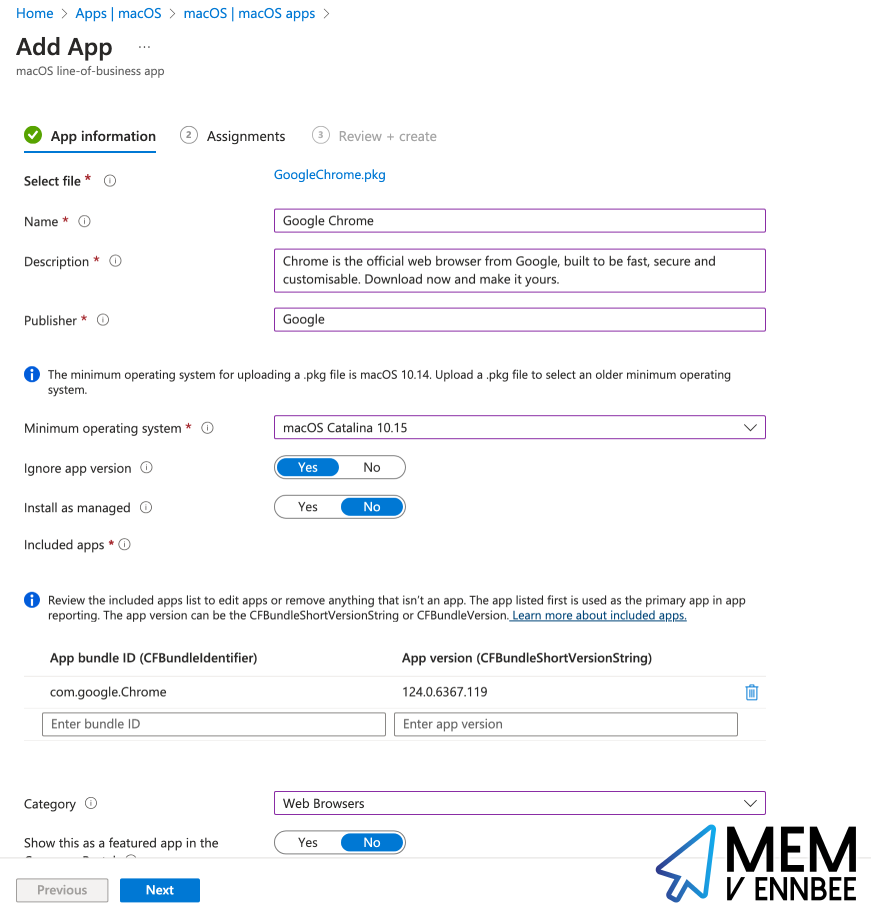 Home > Apps | macOS > macOS | macOS apps >
Add App ...
macOS line-of-business app
App information 2 Assignments 3 Review + create
Select file * GoogleChrome.pkg
Name * Google Chrome
Description * Chrome is the official web browser from Google, built to be fast, secure and
customisable. Download now and make it yours.
Publisher * Google
The minimum operating system for uploading a .pkg file is macOS 10.14. Upload a .pkg file to select an older minimum operating
system.
Minimum operating system * macOS Catalina 10.15
Ignore app version Yes No
Install as managed Yes No
Included apps *
Review the included apps list to edit apps or remove anything that isn't an app. The app listed first is used as the primary app in app
reporting. The app version can be the CFBundleShortVersionString or CFBundleVersion. Learn more about included apps.
App bundle ID (CFBundleIdentifier) App version (CFBundleShortVersionString)
com.google.Chrome 124.0.6367.119
Enter bundle ID Enter app version
Category Web Browsers
Show this as a featured app in the Yes No
Previous Next
MEM
V ENNBEE